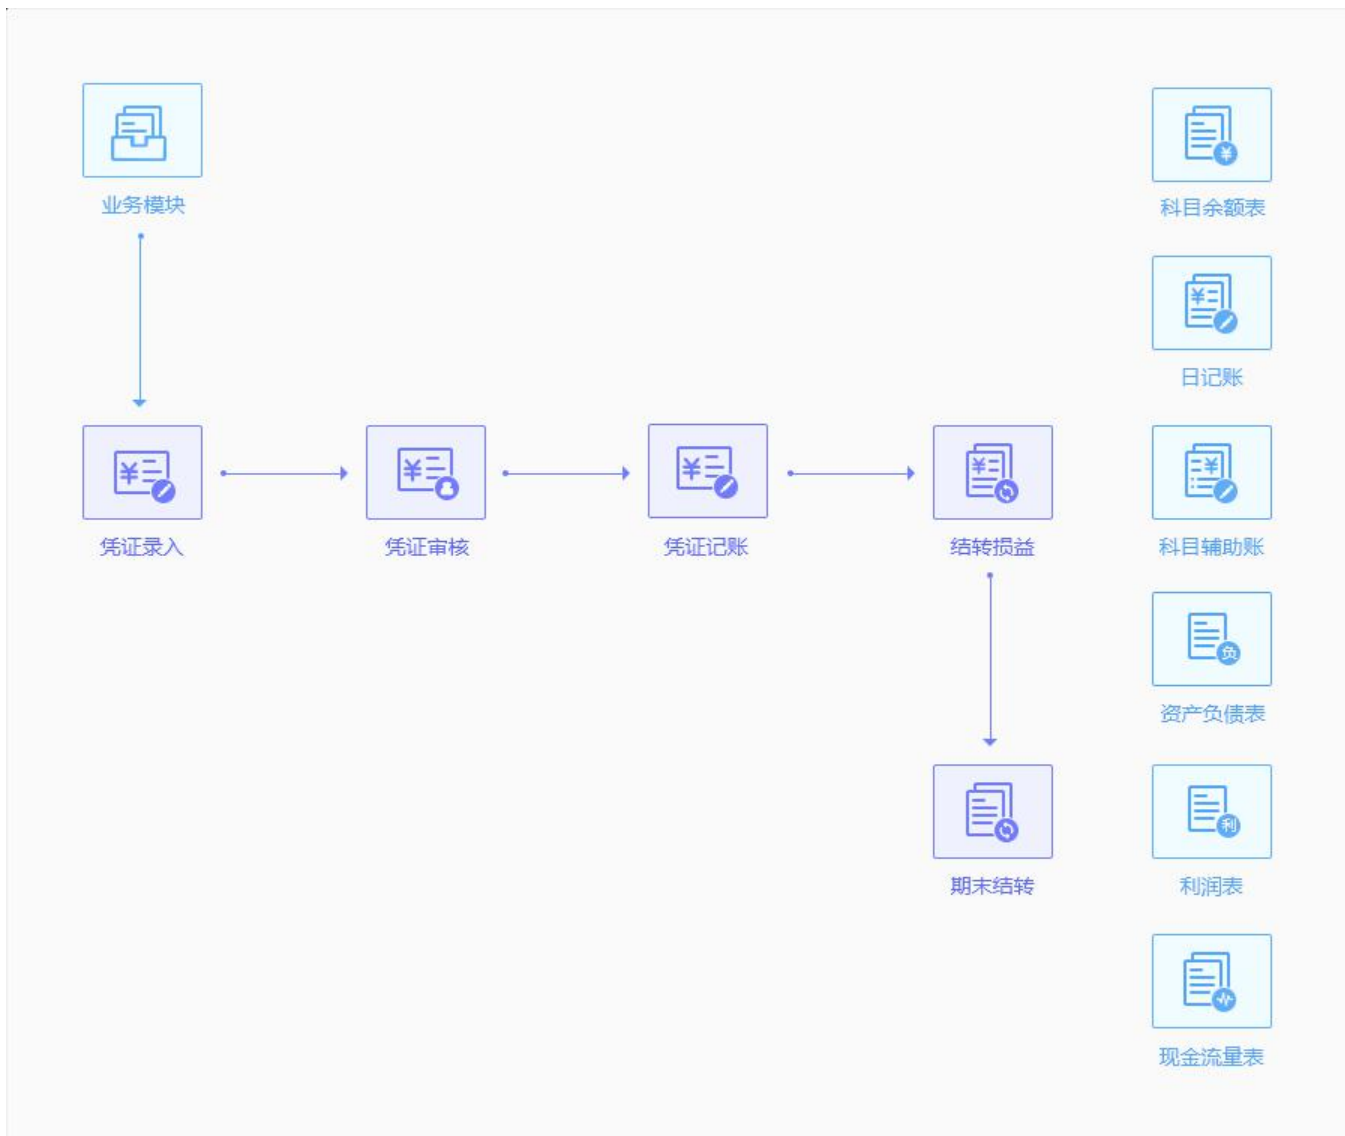 业务模块
科目余额表
日记账
凭证录入
凭证审核
凭证记账
结转损益
科目辅助账
资产负债表
期末结转
利润表
现金流量表
¥
¥
¥
¥
¥
¥
¥
负
利